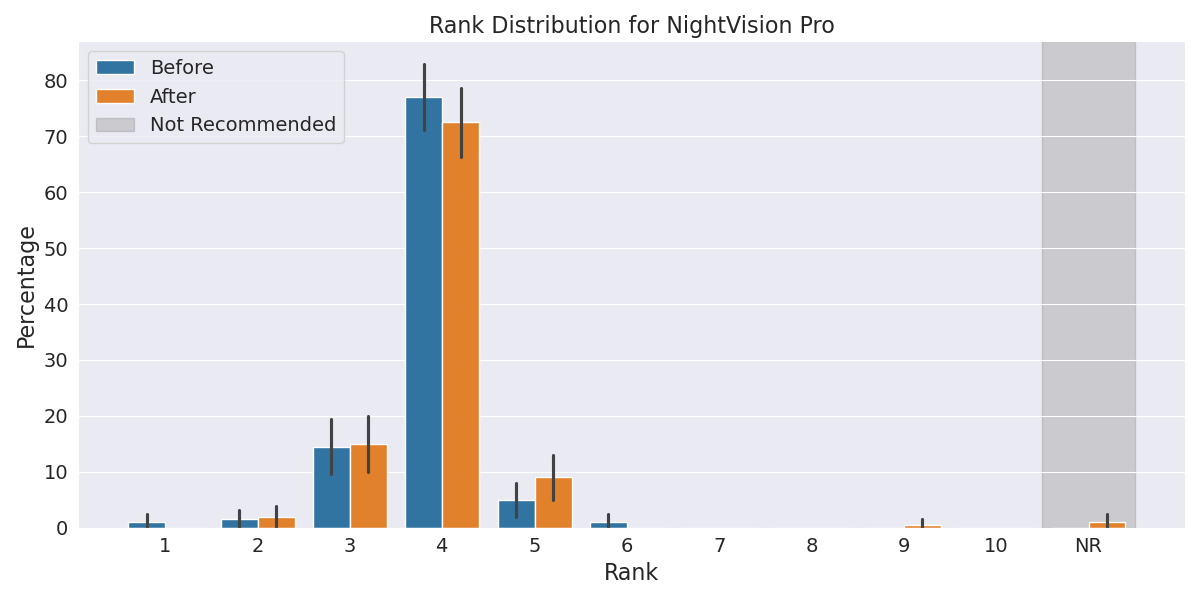 Rank Distribution for NightVision Pro
Before
After
Not Recommended
Percentage
80
70
60
50
40
30
20
10
0
1 2 3 4 5 6 7 8 9 10 NR
Rank